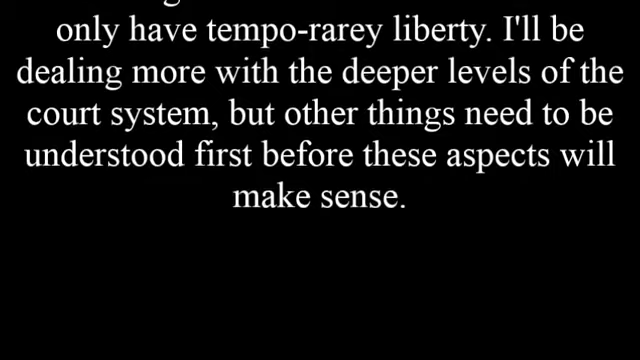 only have tempo-rarey liberty. I'll be
dealing more with the deeper levels of the
court system, but other things need to be
understood first before these aspects will
make sense.